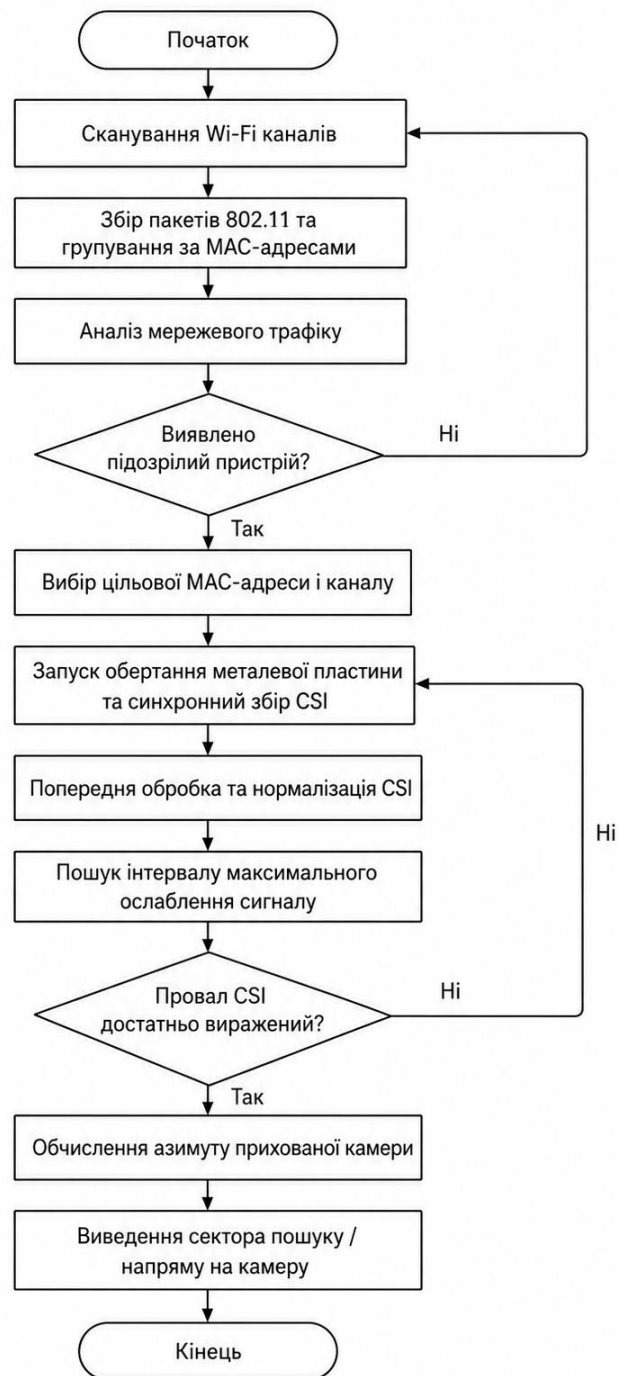 Початок
Сканування Wi-Fi каналів
Збір пакетів 802.11 та
групування за MAC-адресами
Аналіз мережевого трафіку
Виявлено
підозрілий пристрій?
Ні
Так
Вибір цільової MAC-адреси і каналу
Запуск обертання металевої пластини
та синхронний збір CSI
Попередня обробка та нормалізація CSI
Ні
Пошук інтервалу максимального
ослаблення сигналу
Провал CSI
достатньо виражений?
Ні
Так
Обчислення азимуту прихованої камери
Виведення сектора пошуку /
напряму на камеру
Кінець